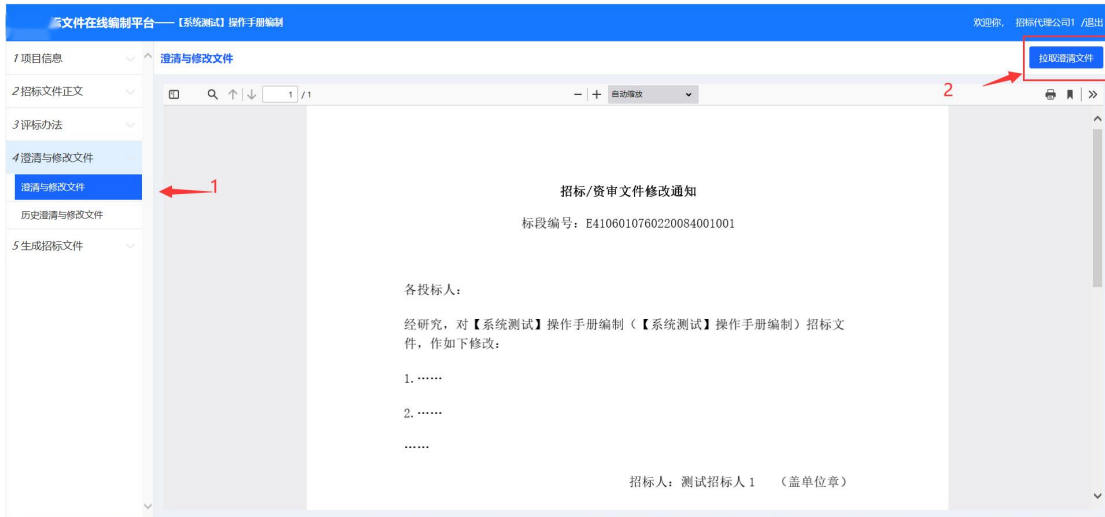 文件在线编制平台——【系统测试】操作手册编制
欢迎你, 招标代理公司1 /退出
1 项目信息
2 招标文件正文
3 评标办法
4 澄清与修改文件
澄清与修改文件
历史澄清与修改文件
5 生成招标文件
澄清与修改文件
拉取澄清文件
1
2
1 / 1
自动缩放
招标/资审文件修改通知
标段编号：E4106010760220084001001
各投标人：
经研究，对【系统测试】操作手册编制（【系统测试】操作手册编制）招标文
件，作如下修改：
1. ……
2. ……
……
招标人：测试招标人 1 （盖单位章）